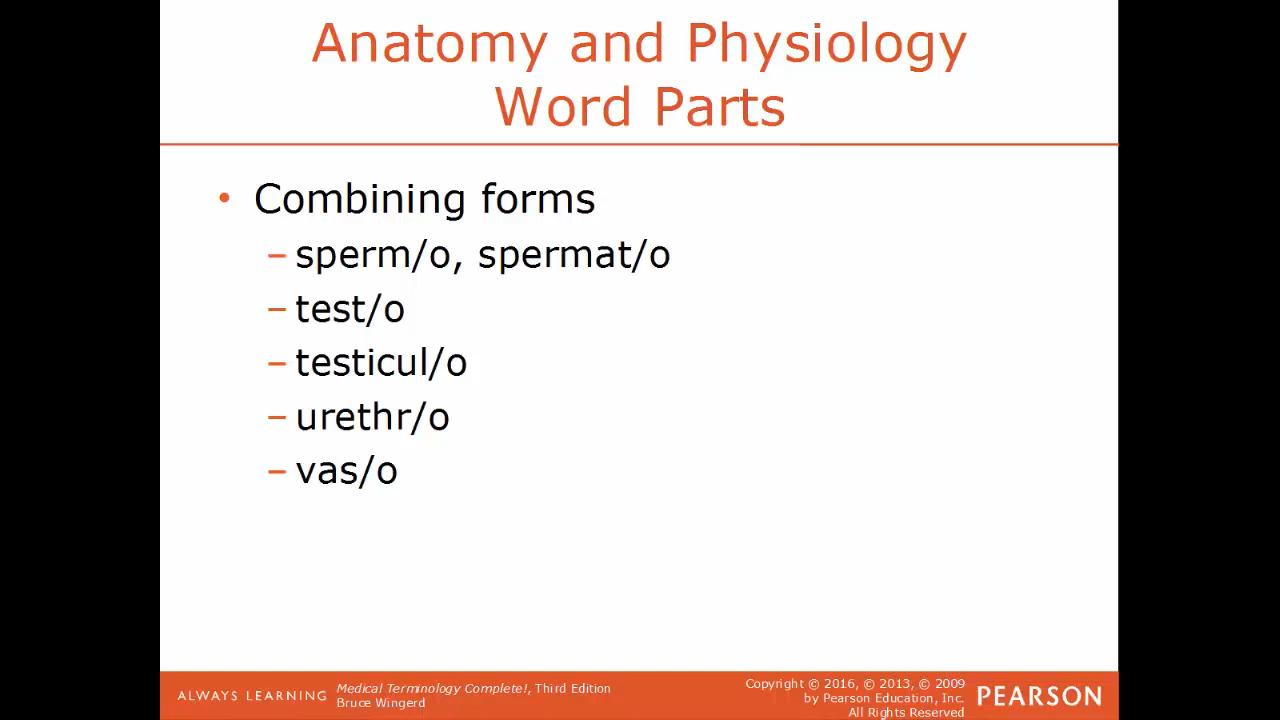 Anatomy and Physiology
Word Parts
• Combining forms
– sperm/o, spermat/o
– test/o
– testicul/o
– urethr/o
– vas/o
ALWAYS LEARNING
Medical Terminology Complete!, Third Edition
Bruce Wingerd
Copyright © 2016, © 2013, © 2009
by Pearson Education, Inc.
All Rights Reserved
PEARSON